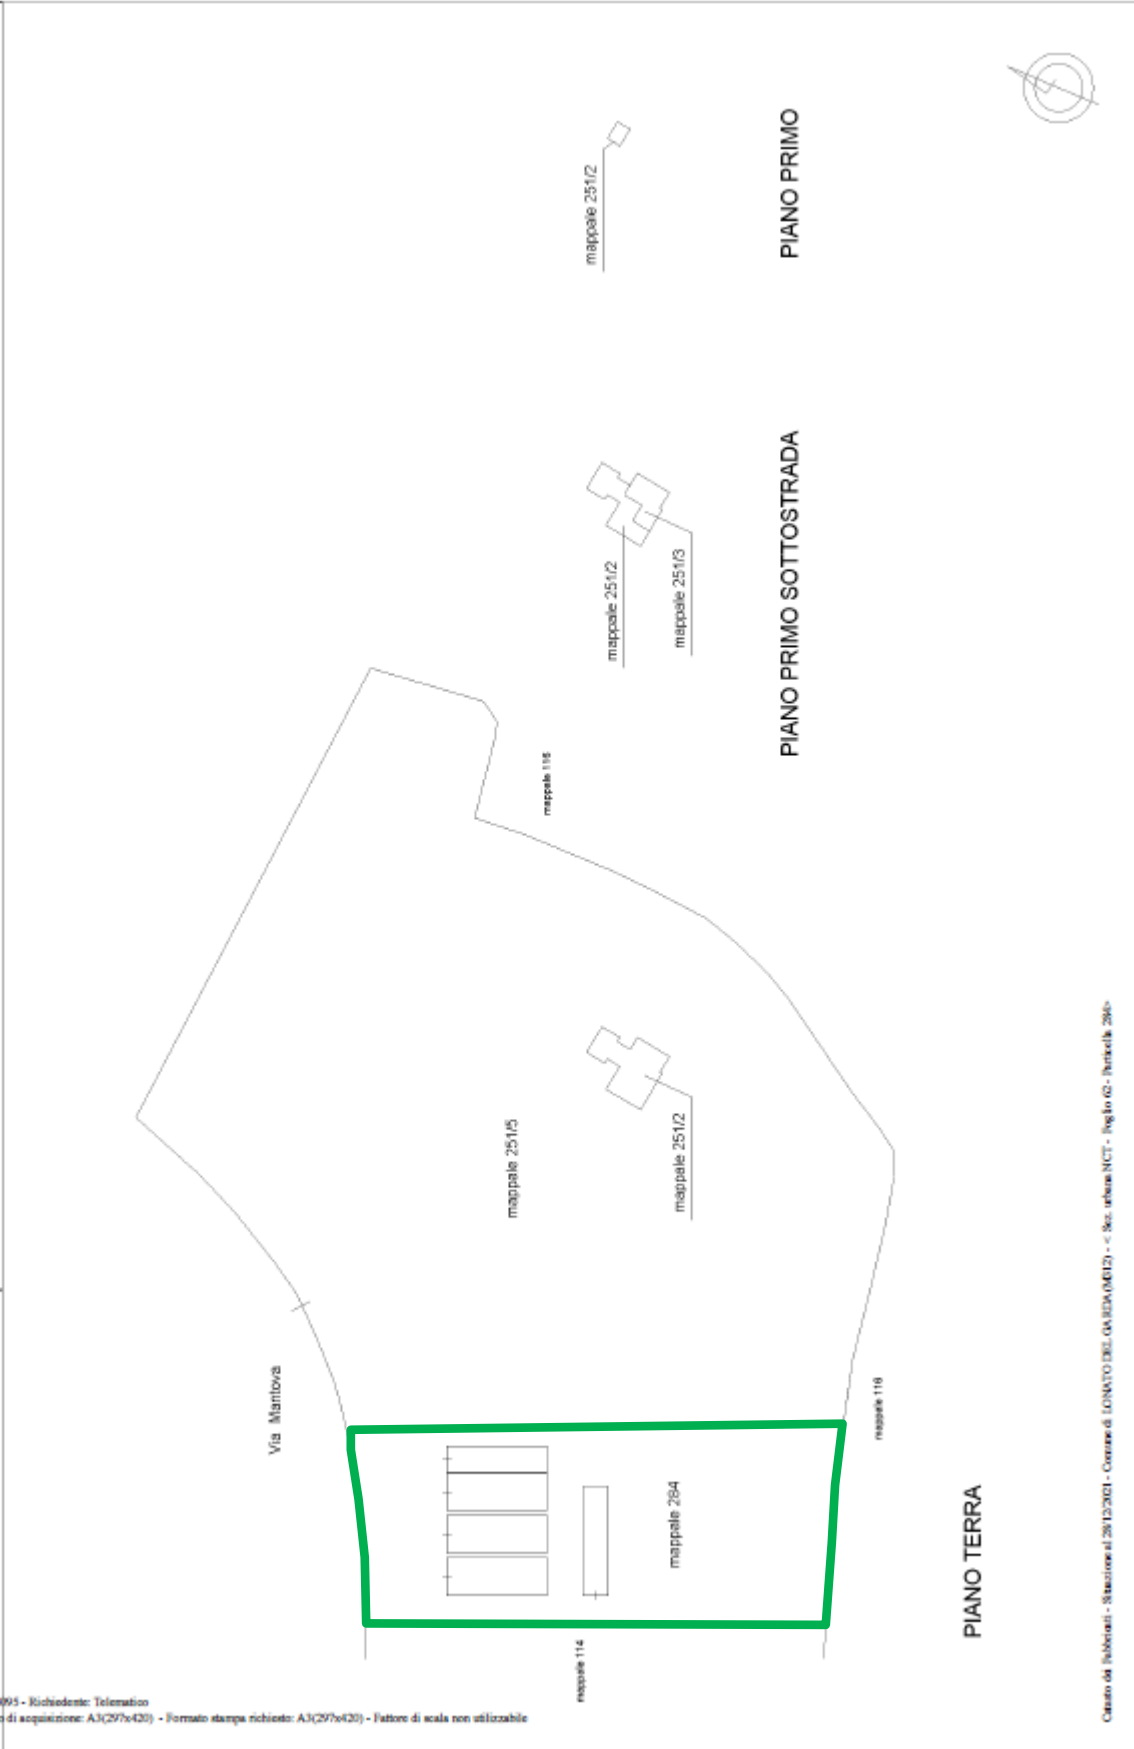 mappale 251/2
PIANO PRIMO
mappale 251/2
mappale 251/3
PIANO PRIMO SOTTOSTRADA
mappale 116
mappale 251/5
mappale 251/2
Via Mantova
mappale 116
mappale 284
PIANO TERRA
mappale 114
095 - Richiedente: Telematico
o di acquisizione: A3(297x420) - Formato stampa richiesto: A3(297x420) - Fattore di scala non utilizzabile
Catasto dei Fabbricati - Situazione al 28/12/2021 - Comune di LONATO DEL GARDA (M312) - < Sez. urbana NCT - Foglio 62 - Particella 284>